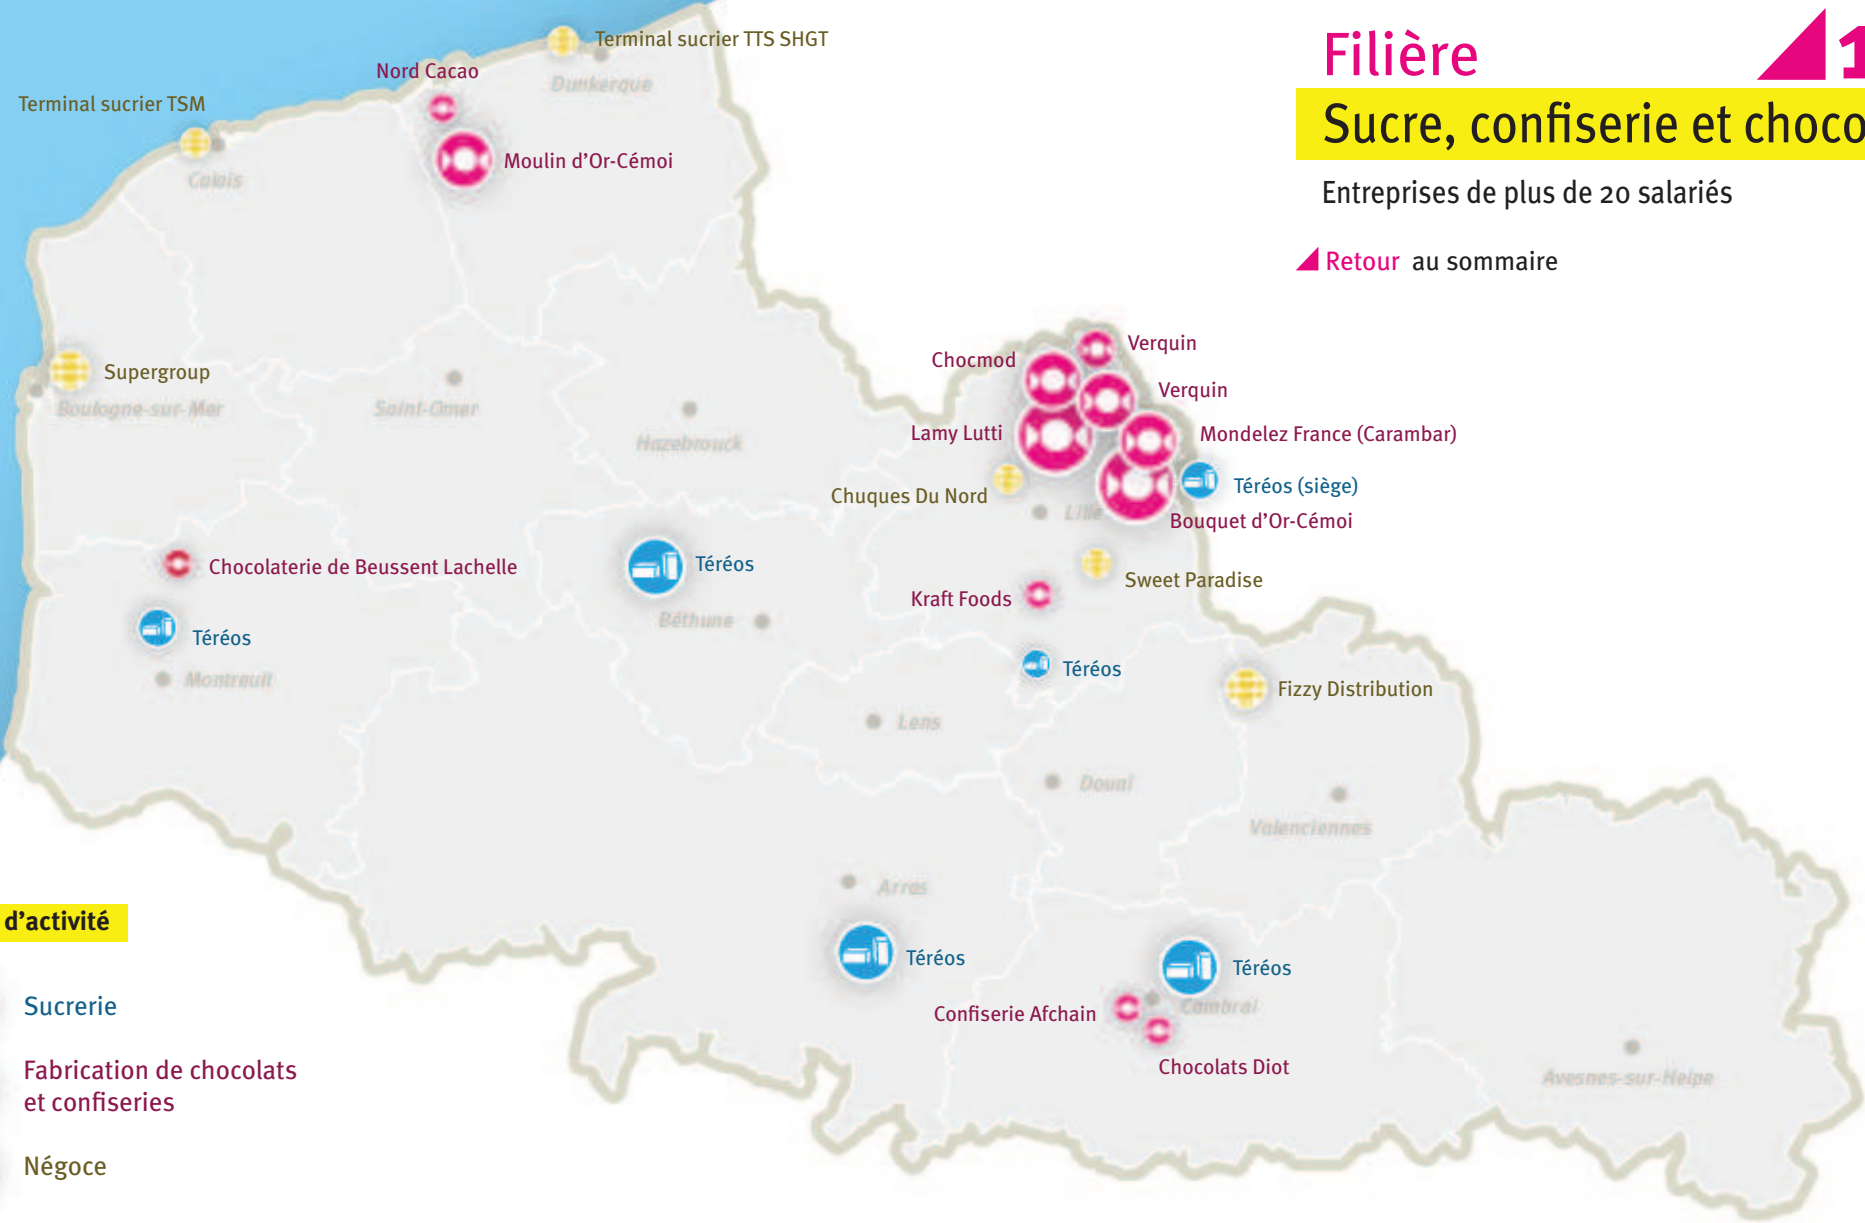 Terminal sucrier TTS SHGT
Dunkerque
Nord Cacao
Terminal sucrier TSM
Calais
Moulin d'Or-Cémoi
Filière
Sucre, confiserie et choco
Entreprises de plus de 20 salariés
Retour au sommaire
Supergroup
Boulogne-sur-Mer
Saint-Omer
Hazebrouck
Verquin
Chocmod
Verquin
Lamy Lutti
Mondelez France (Carambar)
Chuques Du Nord
Téréos (siège)
Lille
Bouquet d'Or-Cémoi
Chocolaterie de Beussent Lachelle
Téréos
Sweet Paradise
Kraft Foods
Béthune
Téréos
Montreuil
Téréos
Fizzy Distribution
Lens
Douai
Valenciennes
Arras
d'activité
Téréos
Téréos
Sucrerie
Cambrai
Confiserie Afchain
Chocolats Diot
Fabrication de chocolats
et confiseries
Avesnes-sur-Helpe
Négoce